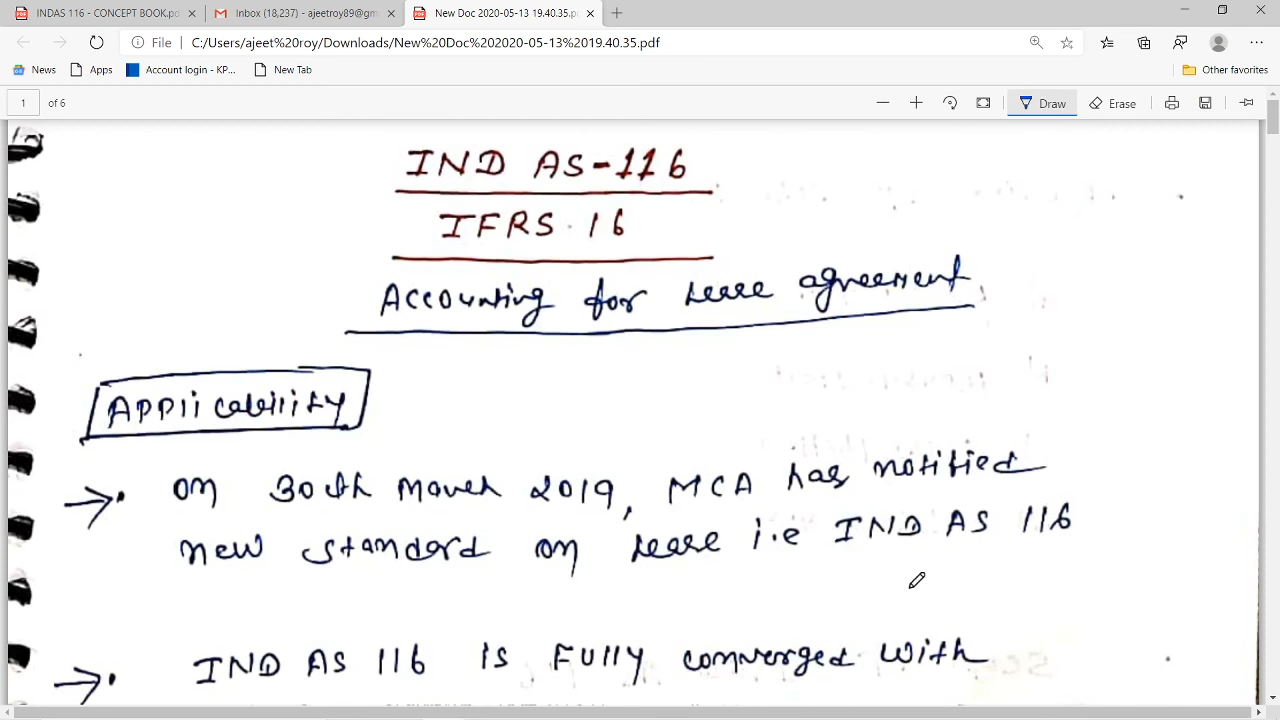 INDAS 116 - CONCEPT BOOK.pd
Inbox (18,237) - ajeetroy89@gm
New Doc 2020-05-13 19.40.35.p
File C:/Users/ajeet%20roy/Downloads/New%20Doc%202020-05-13%2019.40.35.pdf
News Apps Account login - KP... New Tab Other favorites
1 of 6 Draw Erase
IND AS-116
IFRS 16
Accounting for Lease agreement
Applicability
→• on 30th March 2019, MCA has notified
new standard on lease i.e IND AS 116
→• IND AS 116 is Fully converged with